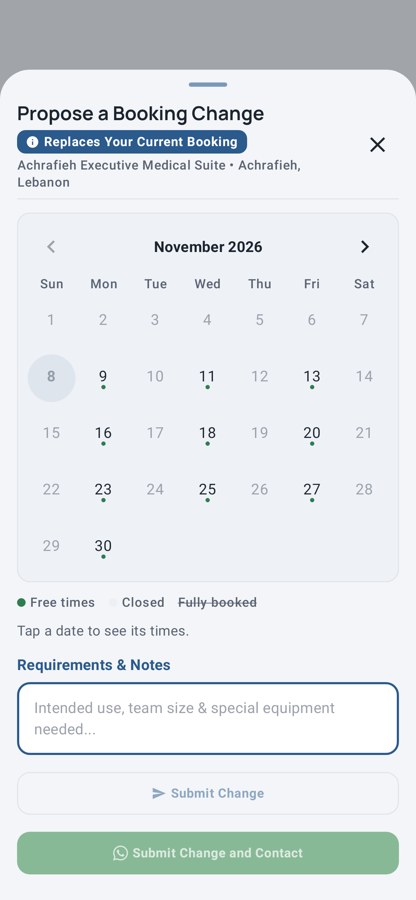 Propose a Booking Change
Replaces Your Current Booking
Achrafieh Executive Medical Suite • Achrafieh,
Lebanon
November 2026
Sun Mon Tue Wed Thu Fri Sat
1 2 3 4 5 6 7
8 9 10 11 12 13 14
15 16 17 18 19 20 21
22 23 24 25 26 27 28
29 30
Free times Closed Fully booked
Tap a date to see its times.
Requirements & Notes
Intended use, team size & special equipment
needed...
Submit Change
Submit Change and Contact